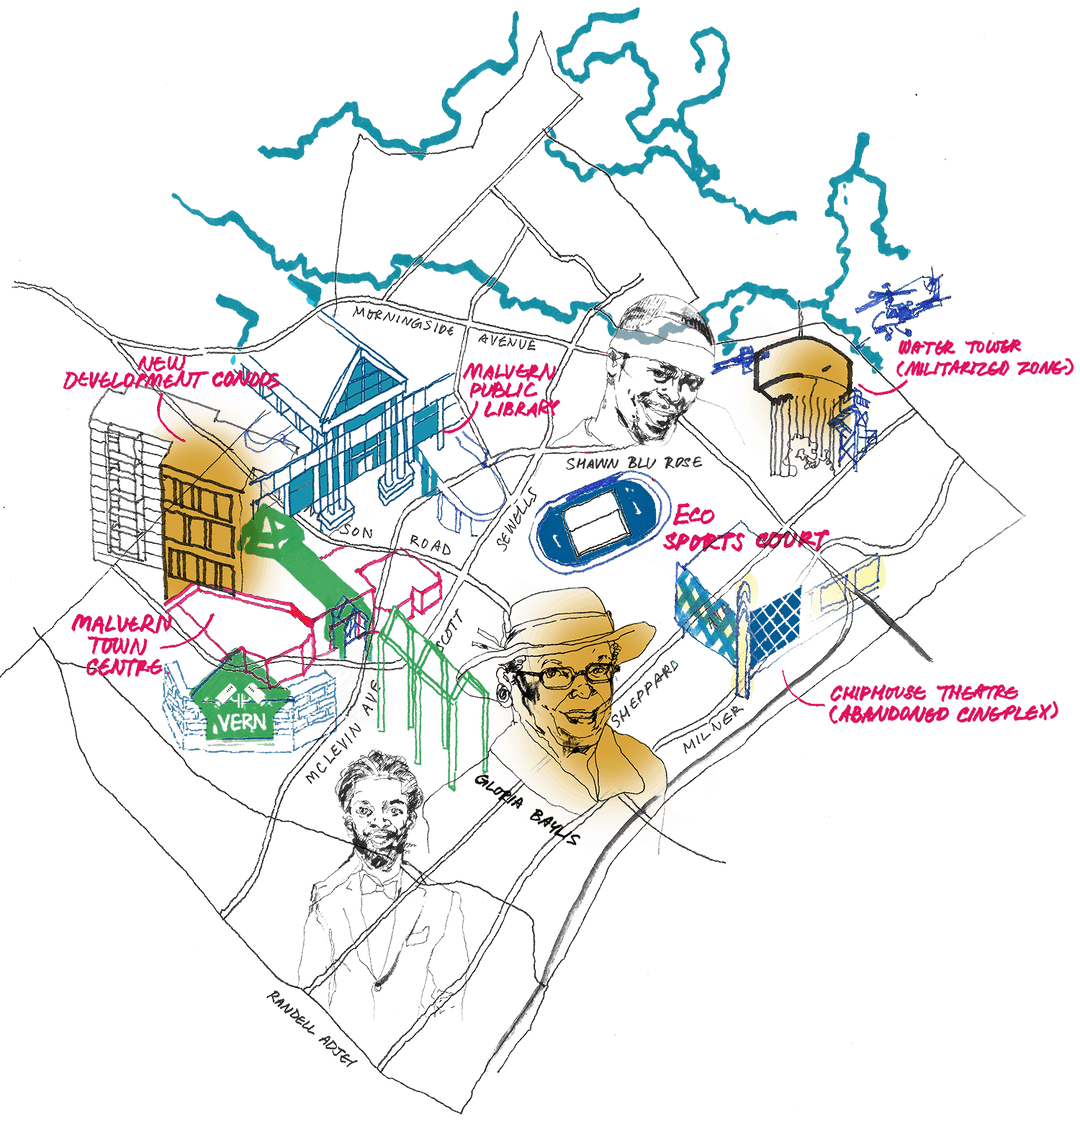 MORNINGSIDE
AVENUE
WATER TOWER
(MILITARIZED ZONE)
NEW
DEVELOPMENT CONDOS
MALVERN
PUBLIC
LIBRARY
SHAWN BLU ROSE
SEWELLS
ECO
SPORTS COURT
SON ROAD
MALVERN
TOWN
CENTRE
SCOTT
SHEPPARD
CHIPHOUSE THEATRE
(ABANDONED CINEPLEX)
VERN
MCLEVIN AVE
MILNER
GLORIA BAYLIS
RANDELL ADJEI